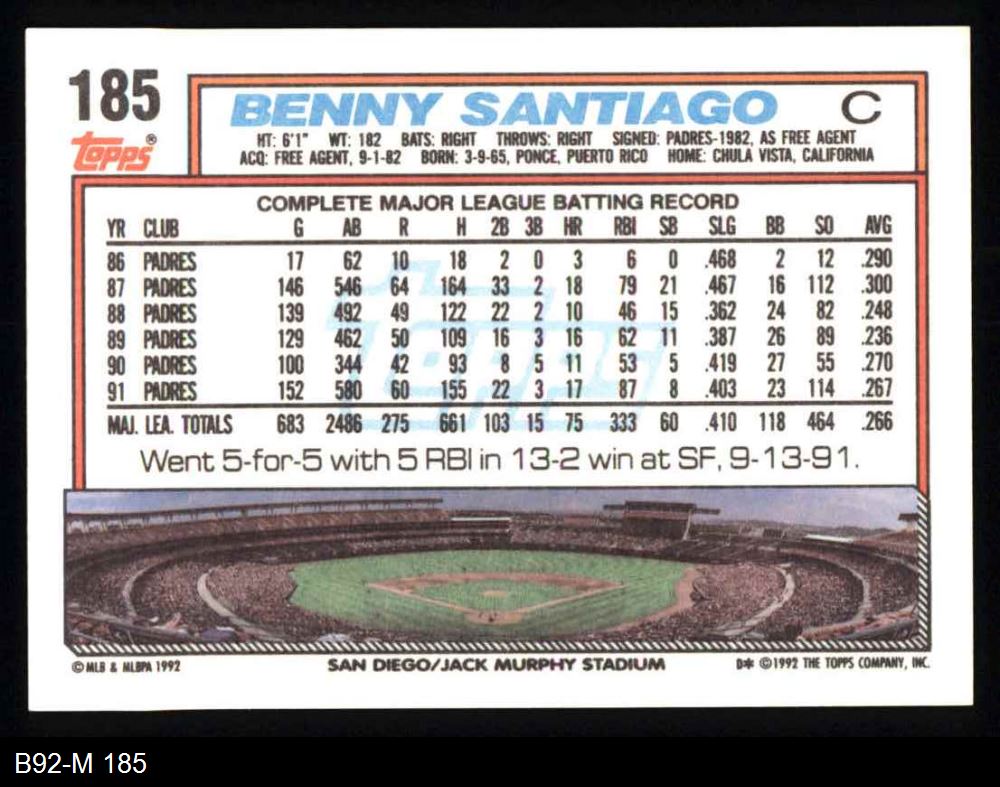 185
Topps®
BENNY SANTIAGO C
HT: 6'1" WT: 182 BATS: RIGHT THROWS: RIGHT SIGNED: PADRES-1982, AS FREE AGENT
ACQ: FREE AGENT, 9-1-82 BORN: 3-9-65, PONCE, PUERTO RICO HOME: CHULA VISTA, CALIFORNIA
COMPLETE MAJOR LEAGUE BATTING RECORD
YR CLUB G AB R H 2B 3B HR RBI SB SLG BB SO AVG
86 PADRES 17 62 10 18 2 0 3 6 0 .468 2 12 .290
87 PADRES 146 546 64 164 33 2 18 79 21 .467 16 112 .300
88 PADRES 139 492 49 122 22 2 10 46 15 .362 24 82 .248
89 PADRES 129 462 50 109 16 3 16 62 11 .387 26 89 .236
90 PADRES 100 344 42 93 8 5 11 53 5 .419 27 55 .270
91 PADRES 152 580 60 155 22 3 17 87 8 .403 23 114 .267
MAJ. LEA. TOTALS 683 2486 275 661 103 15 75 333 60 .410 118 464 .266
Topps
Went 5-for-5 with 5 RBI in 13-2 win at SF, 9-13-91.
© MLB & MLBPA 1992 SAN DIEGO/JACK MURPHY STADIUM D* ©1992 THE TOPPS COMPANY, INC.
B92-M 185